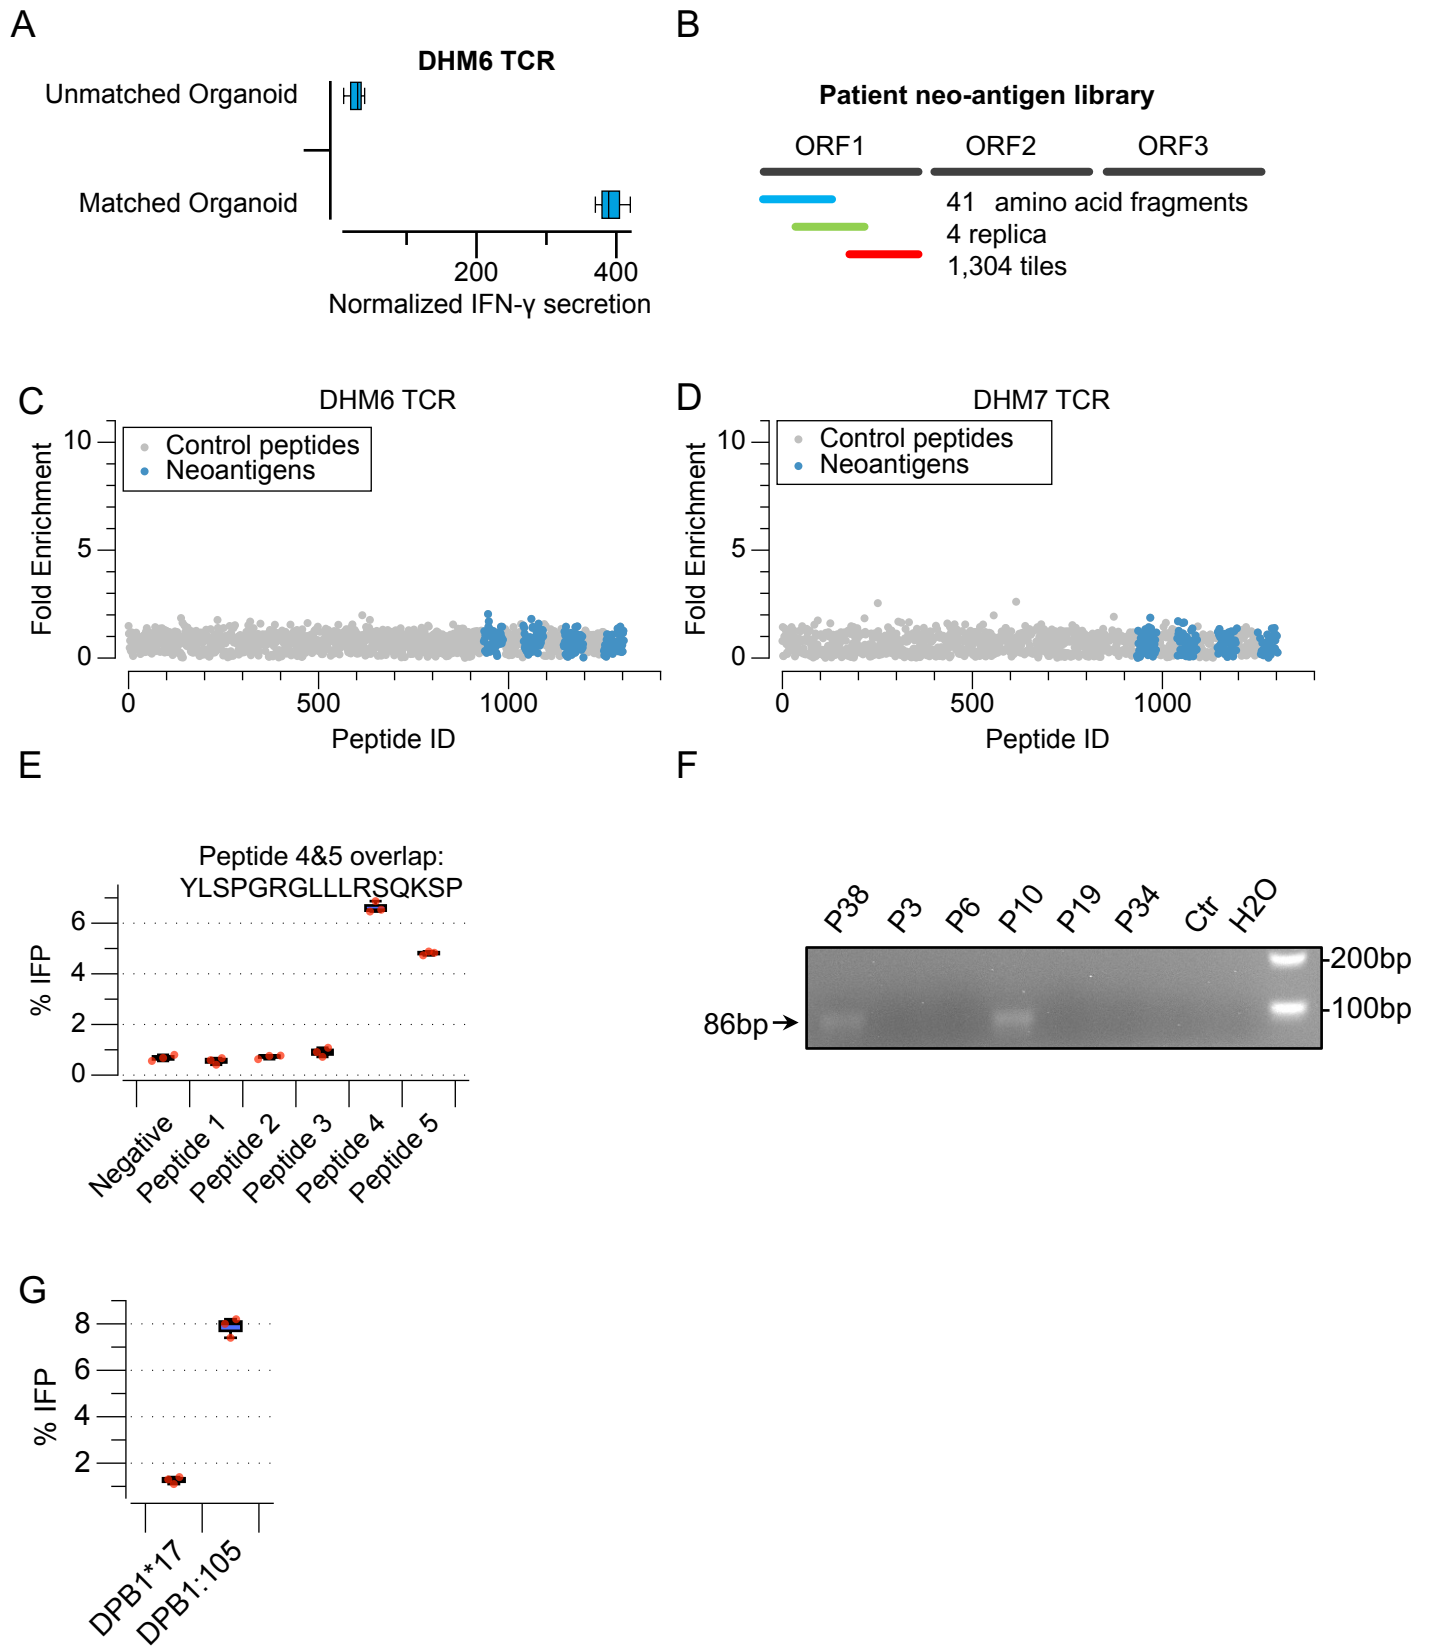 A
DHM6 TCR
Unmatched Organoid
Matched Organoid
200 400
Normalized IFN-γ secretion
B
Patient neo-antigen library
ORF1 ORF2 ORF3
41 amino acid fragments
4 replica
1,304 tiles
C
DHM6 TCR
Control peptides
Neoantigens
Fold Enrichment
10
5
0
0 500 1000
Peptide ID
D
DHM7 TCR
Control peptides
Neoantigens
Fold Enrichment
10
5
0
0 500 1000
Peptide ID
E
Peptide 4&5 overlap:
YLSPGRGLLLRSQKSP
% IFP
6
4
2
0
Negative
Peptide 1
Peptide 2
Peptide 3
Peptide 4
Peptide 5
F
P38 P3 P6 P10 P19 P34 Ctr H2O
-200bp
-100bp
86bp→
G
% IFP
8
6
4
2
DPB1*17
DPB1:105